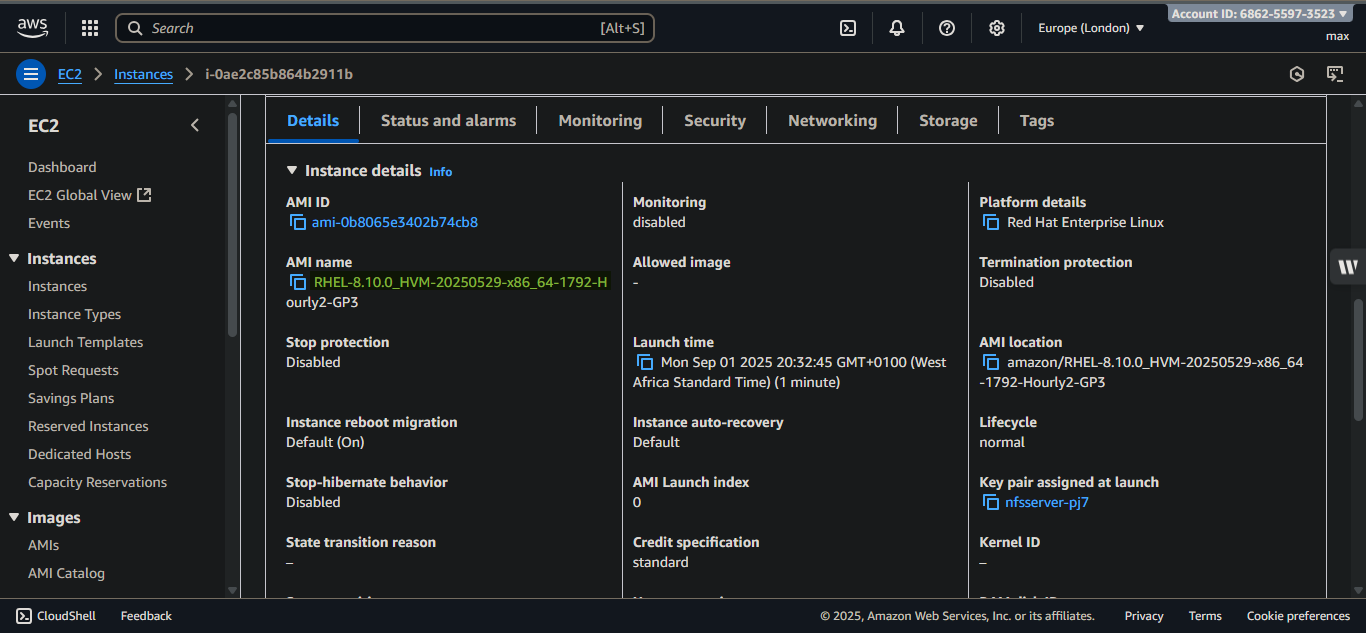 aws
Search
[Alt+S]
Europe (London)
Account ID: 6862-5597-3523
max
EC2
Instances
i-0ae2c85b864b2911b
EC2
Dashboard
EC2 Global View
Events
Instances
Instances
Instance Types
Launch Templates
Spot Requests
Savings Plans
Reserved Instances
Dedicated Hosts
Capacity Reservations
Images
AMIs
AMI Catalog
Details
Status and alarms
Monitoring
Security
Networking
Storage
Tags
Instance details Info
AMI ID
ami-0b8065e3402b74cb8
AMI name
RHEL-8.10.0_HVM-20250529-x86_64-1792-H
ourly2-GP3
Stop protection
Disabled
Instance reboot migration
Default (On)
Stop-hibernate behavior
Disabled
State transition reason
–
Monitoring
disabled
Allowed image
-
Launch time
Mon Sep 01 2025 20:32:45 GMT+0100 (West
Africa Standard Time) (1 minute)
Instance auto-recovery
Default
AMI Launch index
0
Credit specification
standard
Platform details
Red Hat Enterprise Linux
Termination protection
Disabled
AMI location
amazon/RHEL-8.10.0_HVM-20250529-x86_64
-1792-Hourly2-GP3
Lifecycle
normal
Key pair assigned at launch
nfsserver-pj7
Kernel ID
–
W
CloudShell
Feedback
© 2025, Amazon Web Services, Inc. or its affiliates.
Privacy
Terms
Cookie preferences